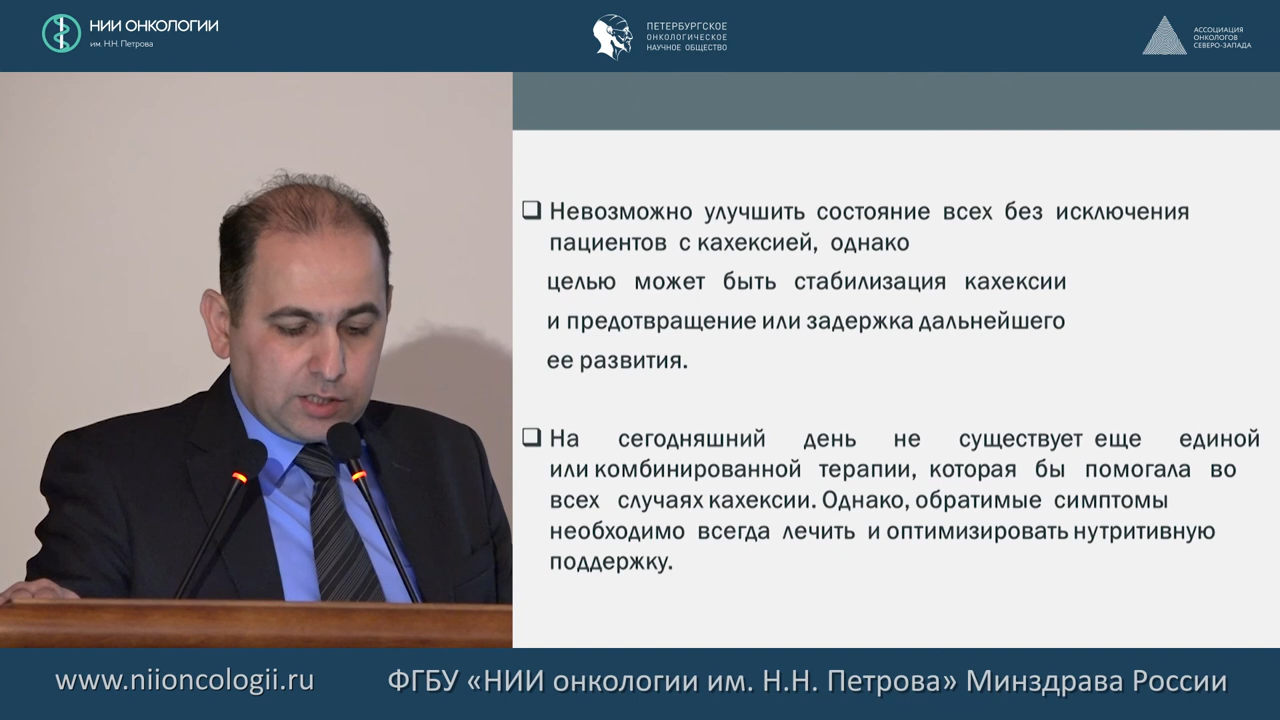 НИИ ОНКОЛОГИИ
им. Н.Н. Петрова
ПЕТЕРБУРГСКОЕ
ОНКОЛОГИЧЕСКОЕ
НАУЧНОЕ ОБЩЕСТВО
АССОЦИАЦИЯ
ОНКОЛОГОВ
СЕВЕРО-ЗАПАДА
❑ Невозможно улучшить состояние всех без исключения
пациентов с кахексией, однако
целью может быть стабилизация кахексии
и предотвращение или задержка дальнейшего
ее развития.
❑ На сегодняшний день не существует еще единой
или комбинированной терапии, которая бы помогала во
всех случаях кахексии. Однако, обратимые симптомы
необходимо всегда лечить и оптимизировать нутритивную
поддержку.
www.niioncologii.ru
ФГБУ «НИИ онкологии им. Н.Н. Петрова» Минздрава России